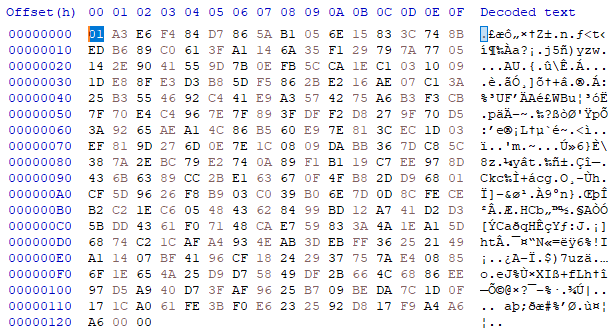 Offset(h) 00 01 02 03 04 05 06 07 08 09 0A 0B 0C 0D 0E 0F Decoded text
00000000 01 A3 E6 F4 84 D7 86 5A B1 05 6E 15 83 3C 74 8B .£æô„׆Z±.n.ƒ<t‹
00000010 ED B6 89 C0 61 3F A1 14 6A 35 F1 29 79 7A 77 05 í¶‰Àa?¡.j5ñ)yzw.
00000020 14 2E 90 41 55 9D 7B 0E FB 5C CA 1E C1 03 10 09 ...AU.{.û\Ê.Á...
00000030 1D E8 8F E3 D3 B8 5D F5 86 2B E2 16 AE 07 C1 3A .è.ãÓ¸]õ†+â.®.Á:
00000040 25 B3 55 46 92 C4 41 E9 A3 57 42 75 A6 B3 F3 CB %³UF’ÄAé£WBu¦³óË
00000050 7F 70 E4 C4 96 7E 7F 89 3F DF F2 D8 27 9F 70 D5 .päÄ–~.‰?ßòØ'ŸpÕ
00000060 3A 92 65 AE A1 4C 86 B5 60 E9 7E 81 3C EC 1D 03 :’e®¡L†µ`é~.<ì..
00000070 EF 81 9D 27 6D 0E 7E 1C 08 09 DA BB 36 7D C8 5C ï..'m.~...Ú»6}È\
00000080 38 7A 2E BC 79 E2 74 0A 89 F1 B1 19 C7 EE 97 8D 8z.¼yât.‰ñ±.Çî—.
00000090 43 6B 63 89 CC 2B E1 63 67 0F 4F B8 2D D9 68 01 Ckc‰Ì+ácg.O¸-Ùh.
000000A0 CF 5D 96 26 F8 B9 03 C0 39 B0 6E 7D 0D 8C FE CE Ï]–&ø¹.À9°n}.ŒþÎ
000000B0 B2 C2 1E C6 05 48 43 62 84 99 BD 12 A7 41 D2 D3 ²Â.Æ.HCb„™½.§AÒÓ
000000C0 5B DD 43 61 F0 71 48 CA E7 59 83 3A 4A 1E A1 5D [ÝCaðqHÊçYƒ:J.¡]
000000D0 68 74 C2 1C AF A4 93 4E AB 3D EB FF 36 25 21 49 htÂ.¯¤“N«=ëÿ6%!I
000000E0 A1 14 07 BF 41 96 CF 18 24 29 37 75 7A E4 08 85 ¡..¿A–Ï.$)7uzä.…
000000F0 6F 1E 65 4A 25 D9 D7 58 49 DF 2B 66 4C 68 86 EE o.eJ%Ù×XIß+fLh†î
00000100 97 D5 A9 40 D7 3F AF 96 25 B7 09 BE DA 7C 1D 0F —Õ©@×?¯–%·.¾Ú|..
00000110 17 1C A0 61 FE 3B F0 E6 23 25 92 D8 17 F9 A4 A6 .. aþ;ðæ#%’Ø.ù¤¦
00000120 A6 00 00 ¦..